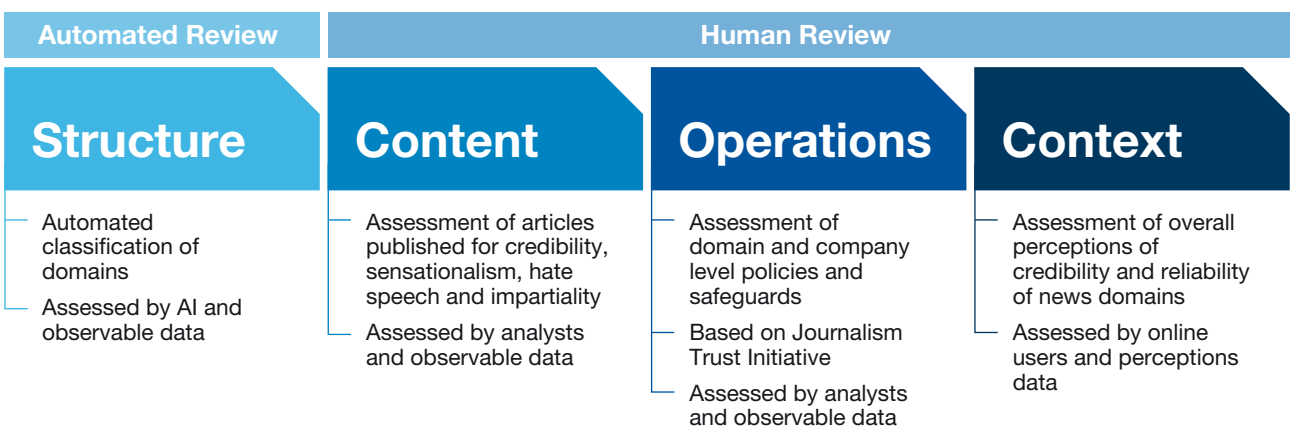 Automated Review
Human Review
Structure
Automated
classification of
domains
Assessed by AI and
observable data
Content
Assessment of articles
published for credibility,
sensationalism, hate
speech and impartiality
Assessed by analysts
and observable data
Operations
Assessment of
domain and company
level policies and
safeguards
Based on Journalism
Trust Initiative
Assessed by analysts
and observable data
Context
Assessment of overall
perceptions of
credibility and reliability
of news domains
Assessed by online
users and perceptions
data